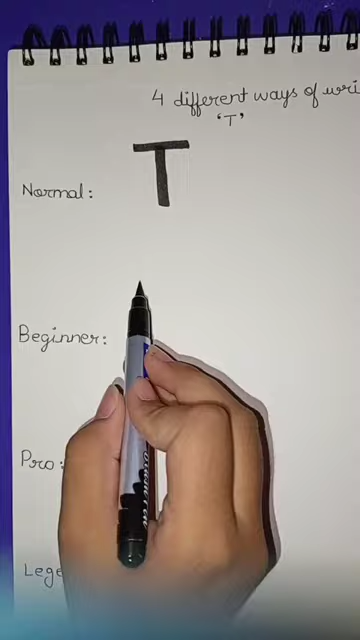 4 different ways of wri
'T'
T
Normal:
Beginner:
Pro:
Lege